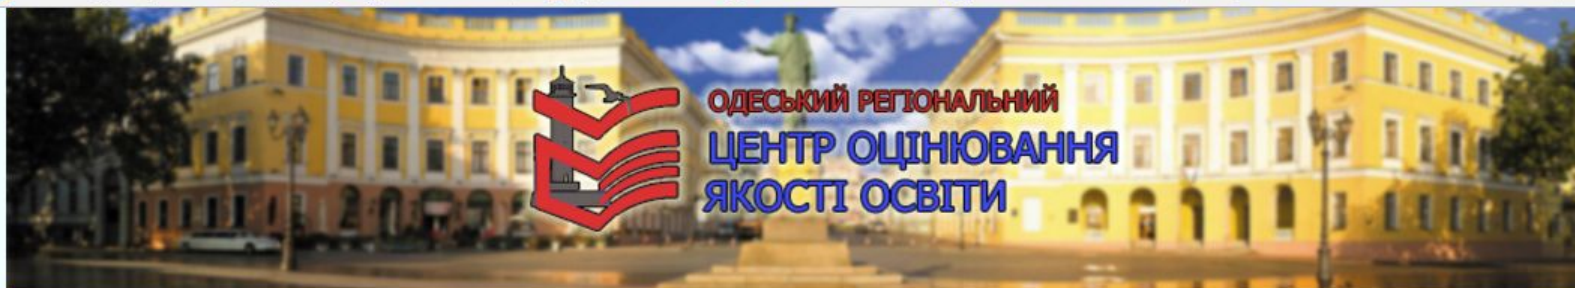 ОДЕСЬКИЙ РЕГІОНАЛЬНИЙ
ЦЕНТР ОЦІНЮВАННЯ
ЯКОСТІ ОСВІТИ